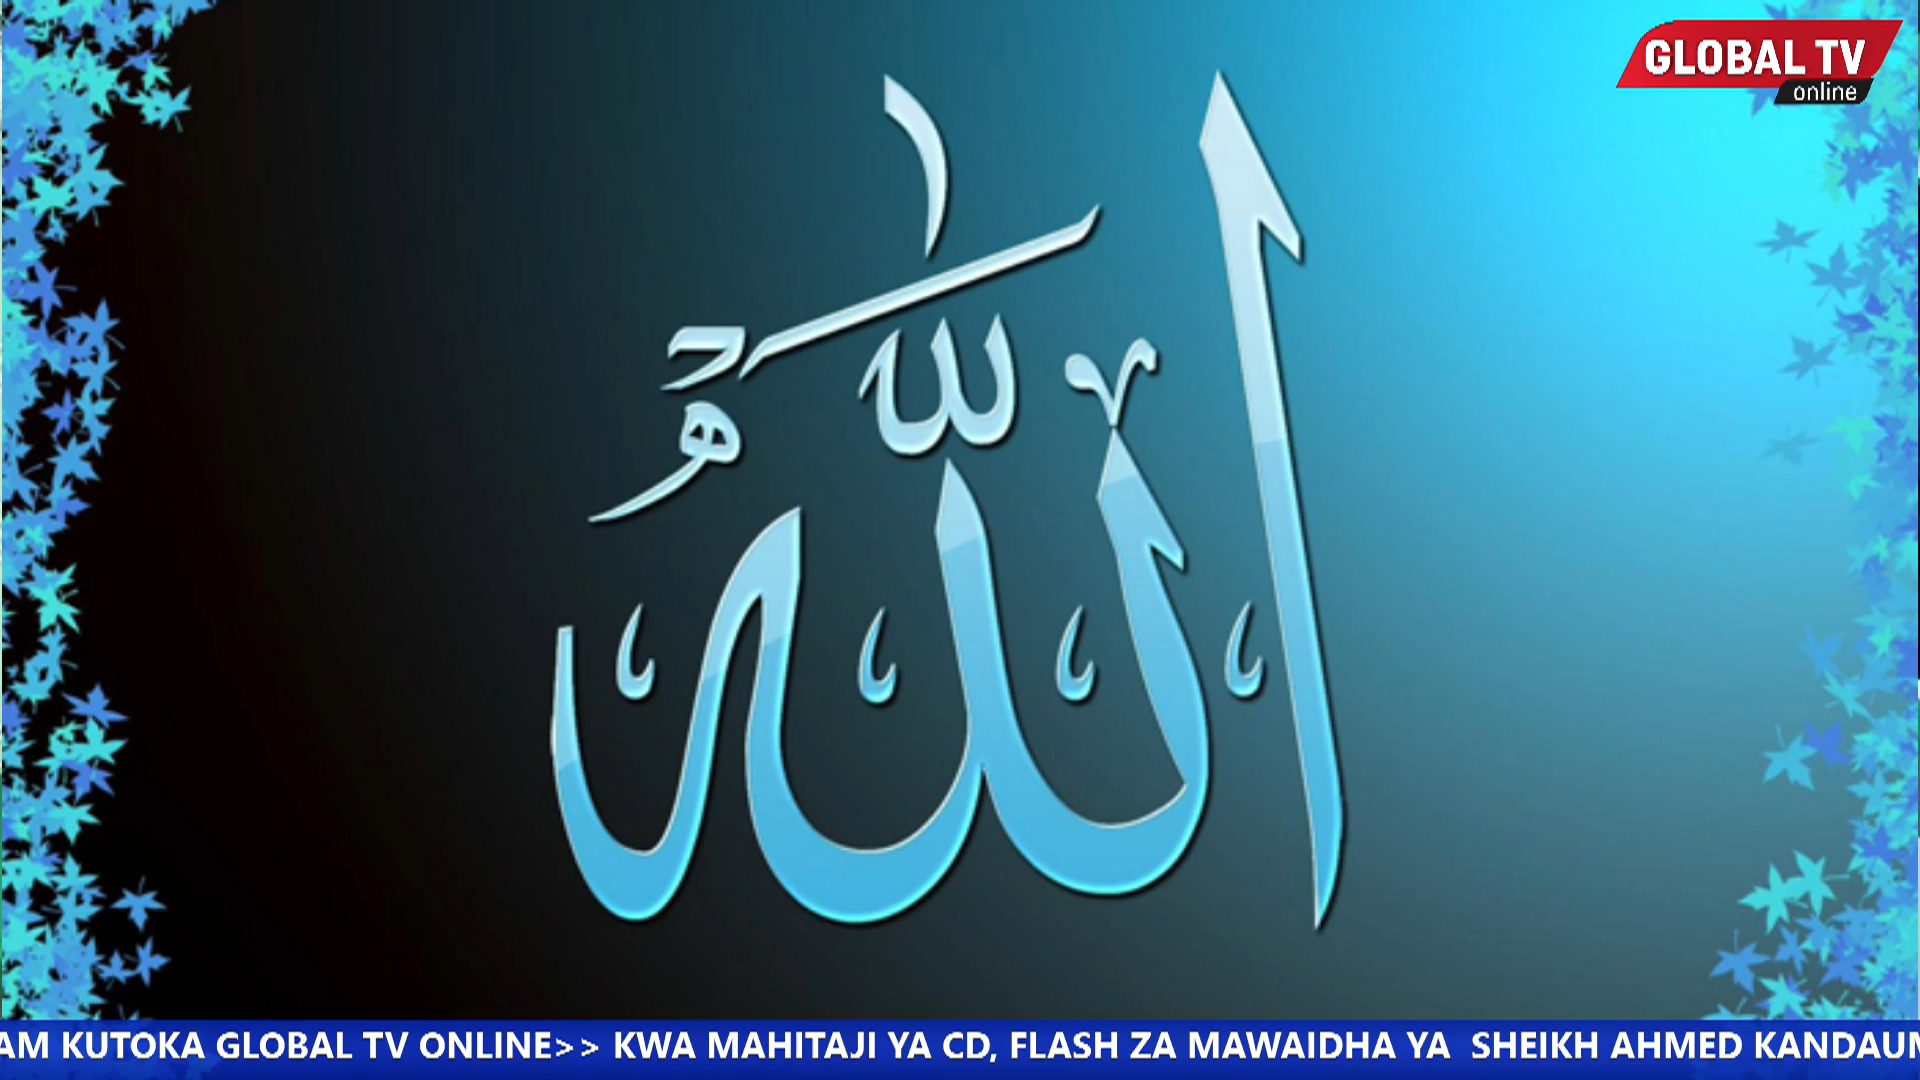 GLOBAL TV
online
الله
AM KUTOKA GLOBAL TV ONLINE>> KWA MAHITAJI YA CD, FLASH ZA MAWAIDHA YA SHEIKH AHMED